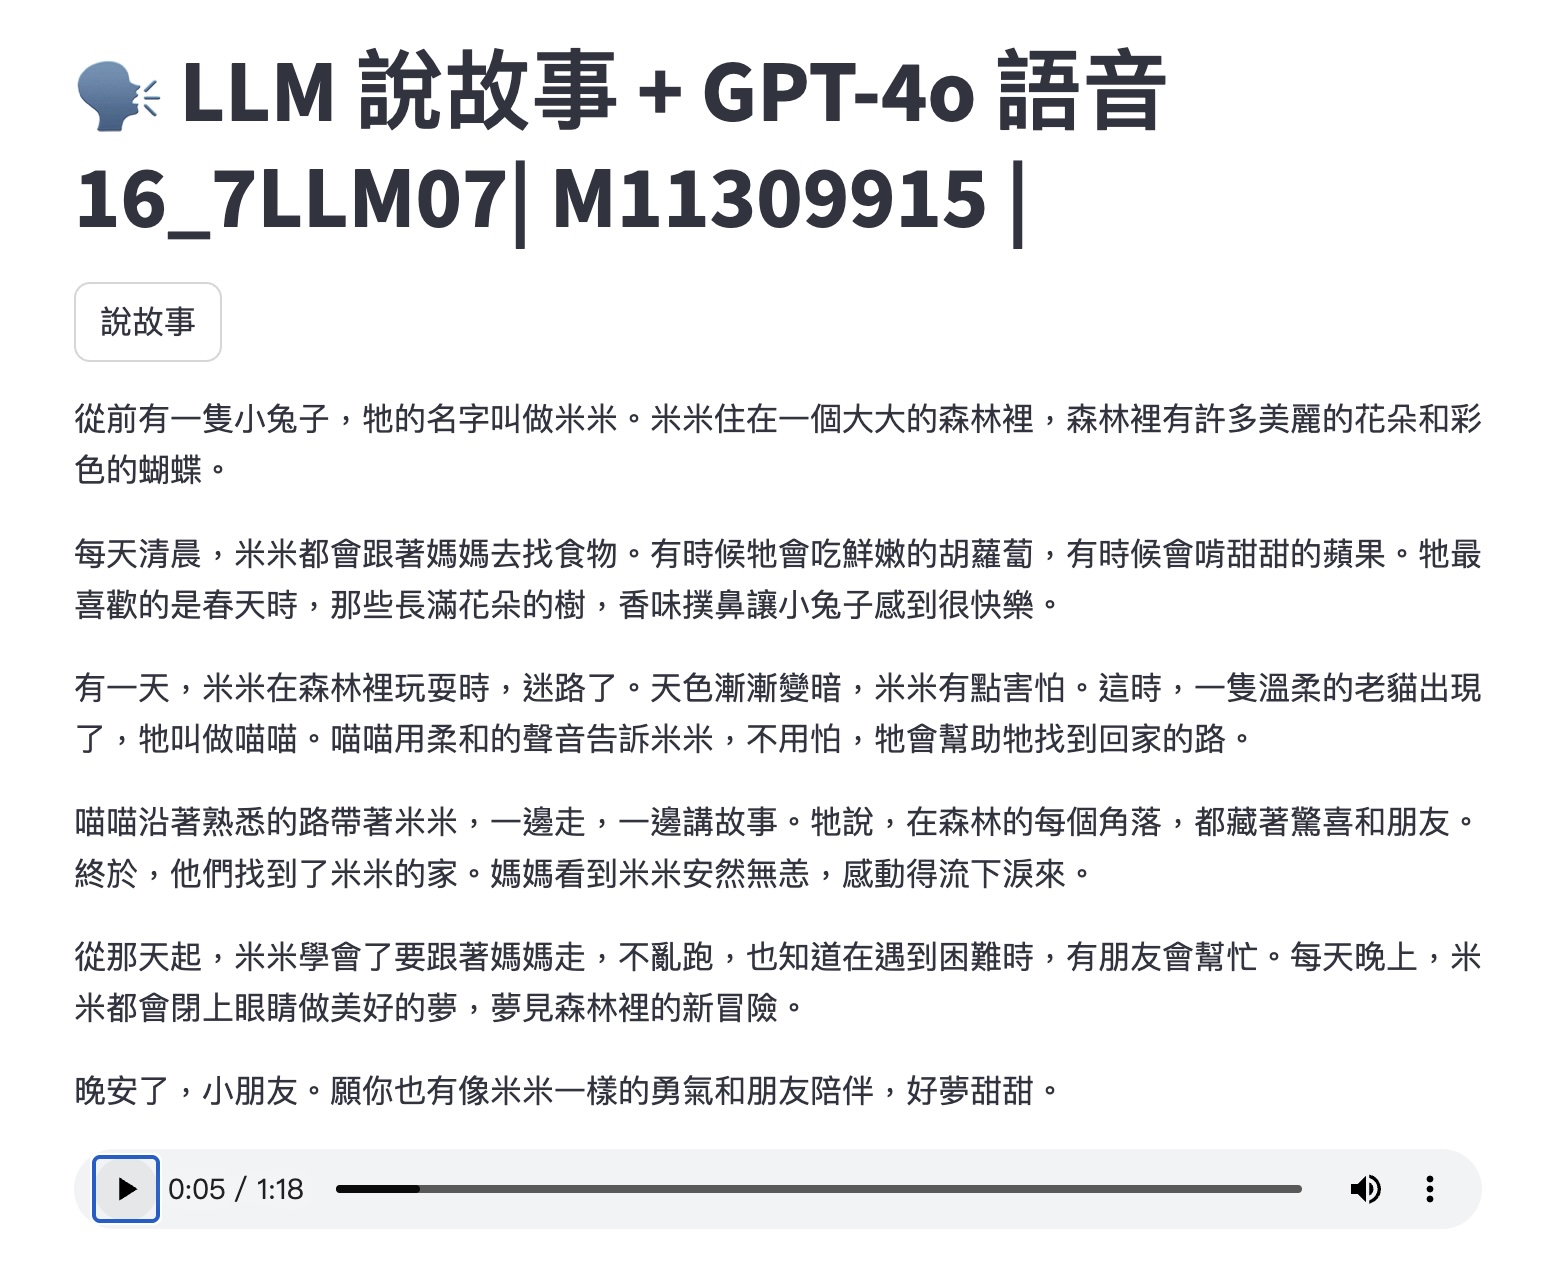 🗣️ LLM 說故事 + GPT-4o 語音
16_7LLM07| M11309915 |
說故事
從前有一隻小兔子，牠的名字叫做米米。米米住在一個大大的森林裡，森林裡有許多美麗的花朵和彩
色的蝴蝶。
每天清晨，米米都會跟著媽媽去找食物。有時候牠會吃鮮嫩的胡蘿蔔，有時候會啃甜甜的蘋果。牠最
喜歡的是春天時，那些長滿花朵的樹，香味撲鼻讓小兔子感到很快樂。
有一天，米米在森林裡玩耍時，迷路了。天色漸漸變暗，米米有點害怕。這時，一隻溫柔的老貓出現
了，牠叫做喵喵。喵喵用柔和的聲音告訴米米，不用怕，牠會幫助牠找到回家的路。
喵喵沿著熟悉的路帶著米米，一邊走，一邊講故事。牠說，在森林的每個角落，都藏著驚喜和朋友。
終於，他們找到了米米的家。媽媽看到米米安然無恙，感動得流下淚來。
從那天起，米米學會了要跟著媽媽走，不亂跑，也知道在遇到困難時，有朋友會幫忙。每天晚上，米
米都會閉上眼睛做美好的夢，夢見森林裡的新冒險。
晚安了，小朋友。願你也有像米米一樣的勇氣和朋友陪伴，好夢甜甜。
0:05 / 1:18